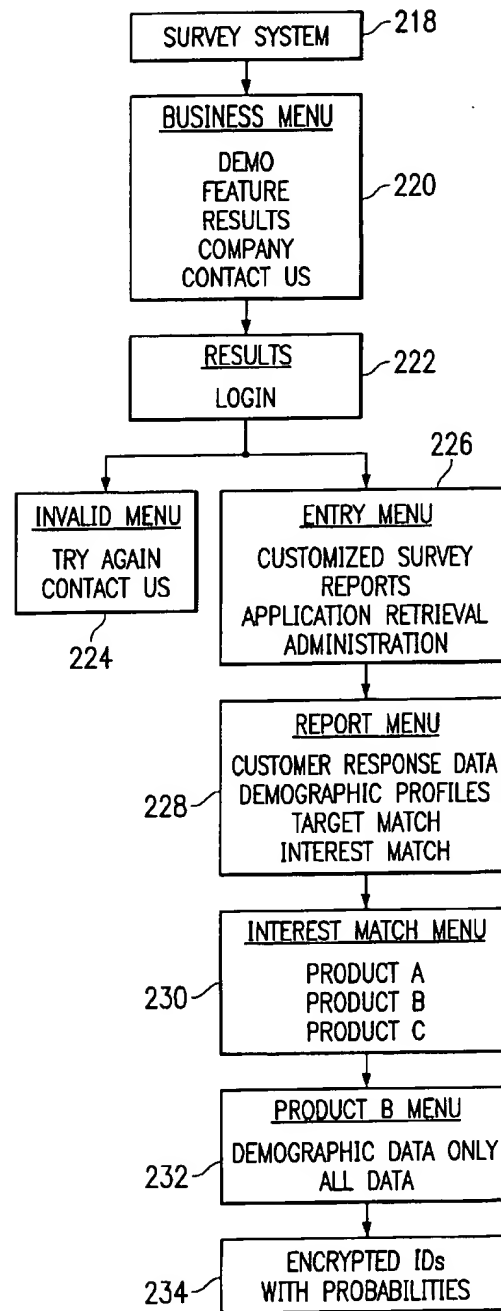 SURVEY SYSTEM
218
BUSINESS MENU
DEMO
FEATURE
RESULTS
COMPANY
CONTACT US
220
RESULTS
LOGIN
222
226
INVALID MENU
TRY AGAIN
CONTACT US
224
ENTRY MENU
CUSTOMIZED SURVEY
REPORTS
APPLICATION RETRIEVAL
ADMINISTRATION
REPORT MENU
CUSTOMER RESPONSE DATA
DEMOGRAPHIC PROFILES
TARGET MATCH
INTEREST MATCH
228
INTEREST MATCH MENU
PRODUCT A
PRODUCT B
PRODUCT C
230
PRODUCT B MENU
DEMOGRAPHIC DATA ONLY
ALL DATA
232
ENCRYPTED IDs
WITH PROBABILITIES
234